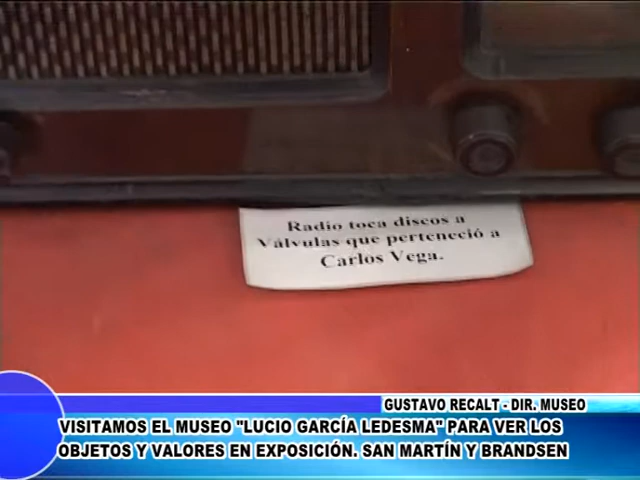 Radio toca discos a
Válvulas que perteneció a
Carlos Vega.
GUSTAVO RECALT - DIR. MUSEO
VISITAMOS EL MUSEO "LUCIO GARCÍA LEDESMA" PARA VER LOS
OBJETOS Y VALORES EN EXPOSICIÓN. SAN MARTÍN Y BRANDSEN